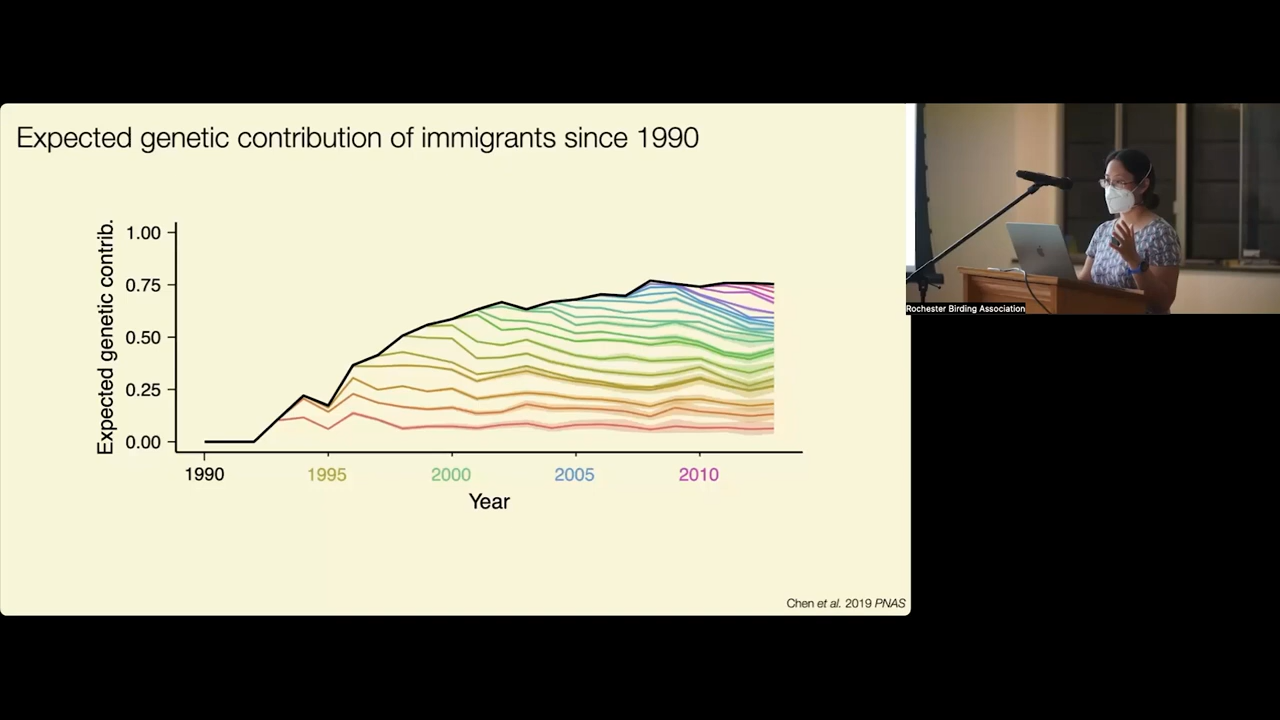 Expected genetic contribution of immigrants since 1990
Expected genetic contrib.
1.00
0.75
0.50
0.25
0.00
1990 1995 2000 2005 2010
Year
Chen et al. 2019 PNAS
Rochester Birding Association